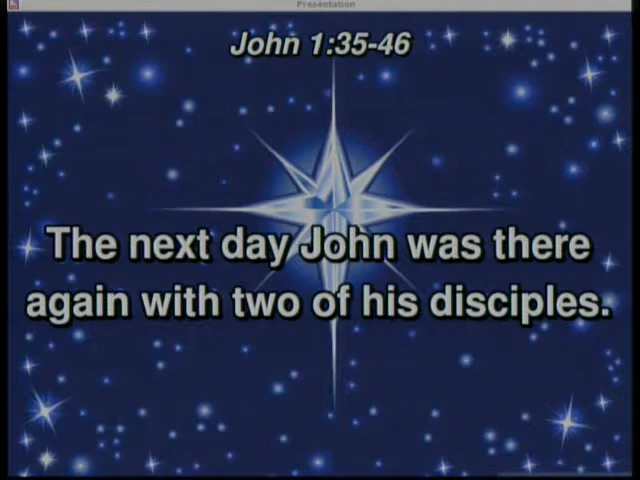 Presentation
John 1:35-46
The next day John was there
again with two of his disciples.